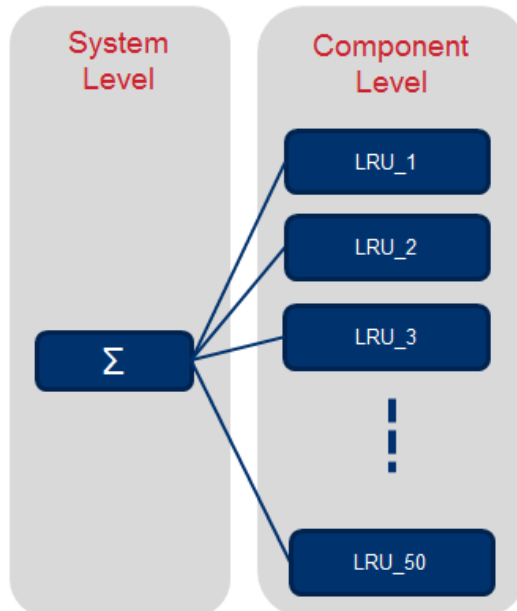 System
Level
Component
Level
LRU_1
LRU_2
LRU_3
Σ
LRU_50